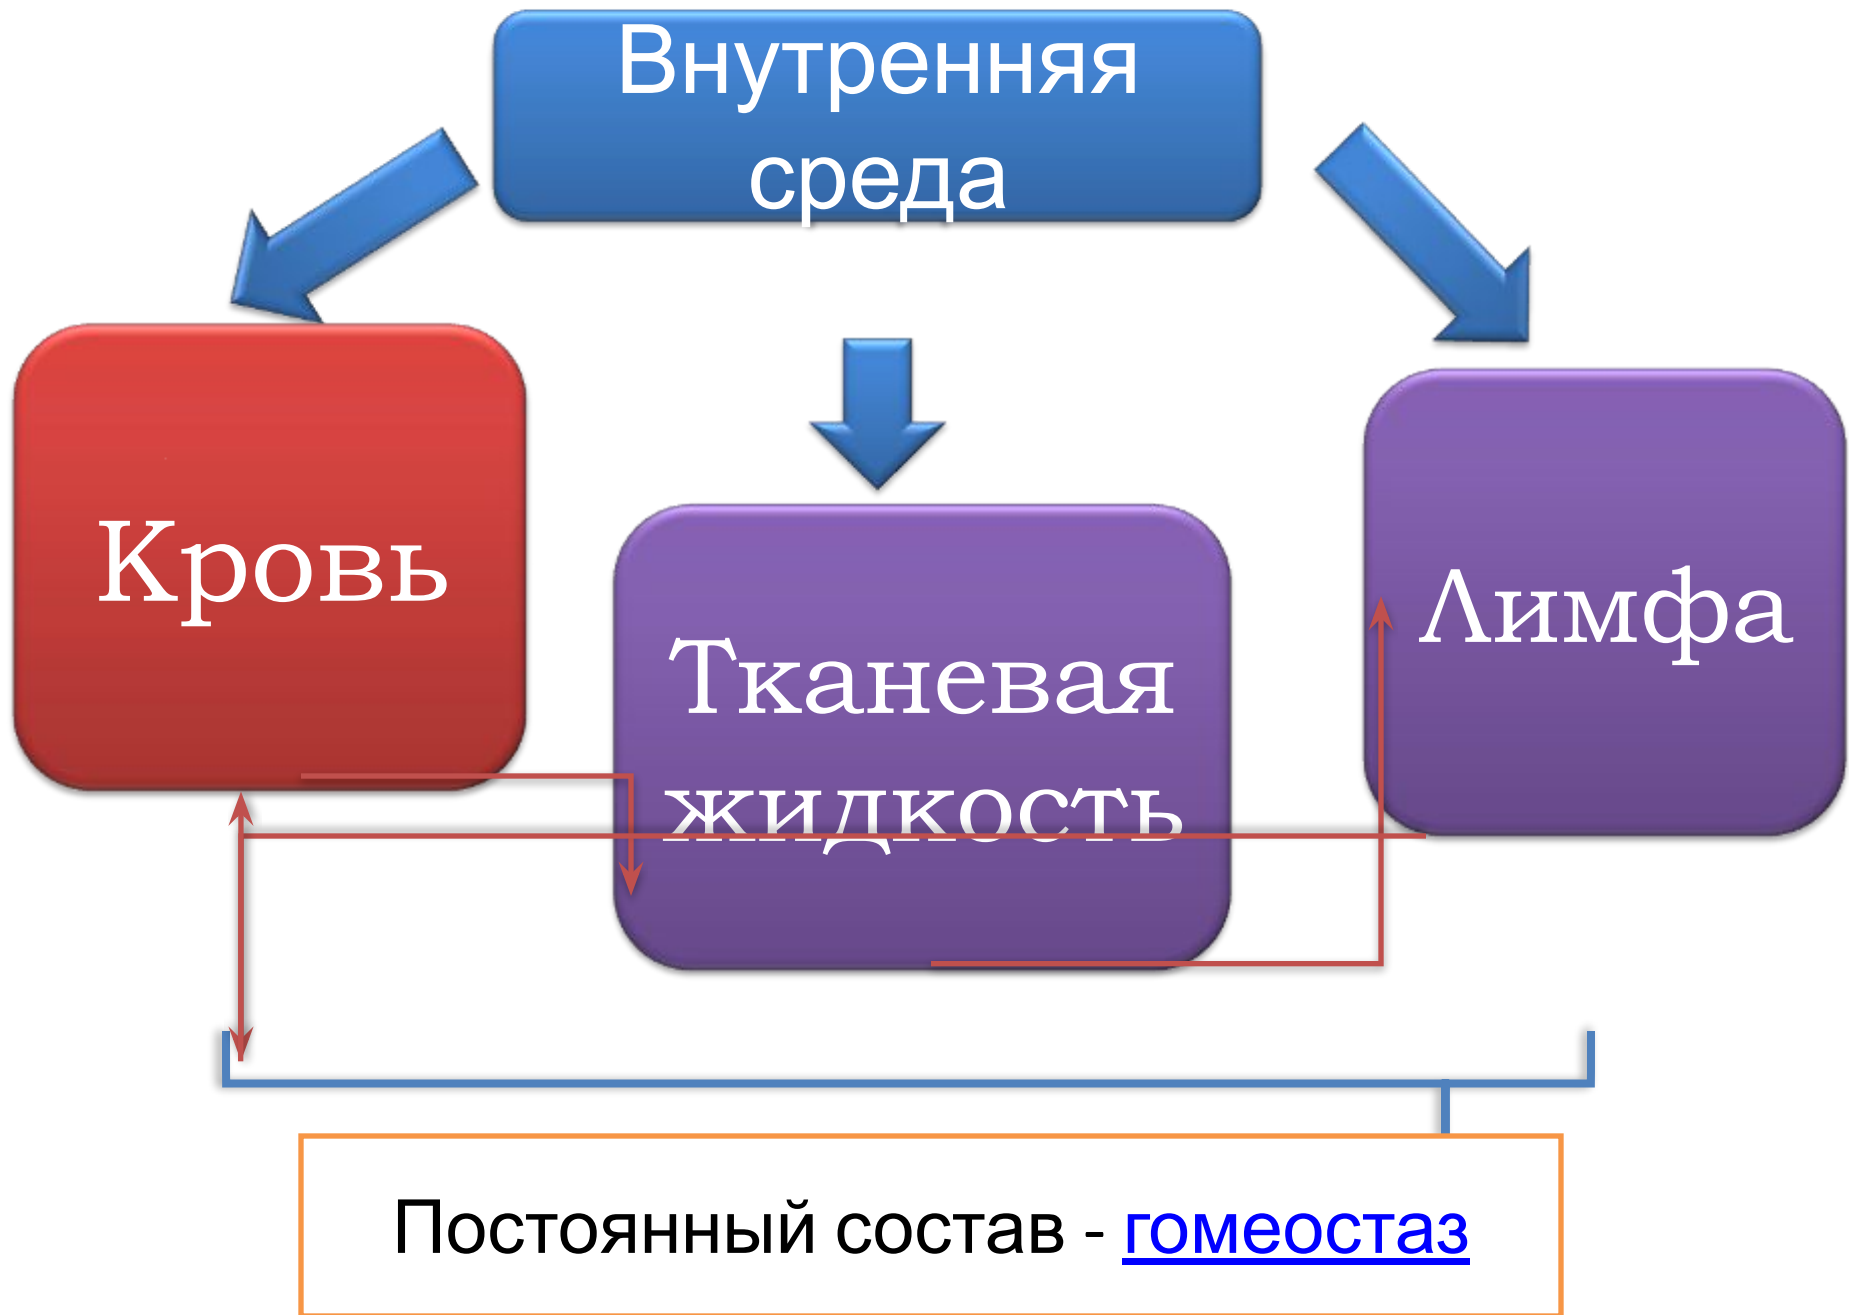 Внутренняя
среда
Кровь
Тканевая
жидкость
Лимфа
Постоянный состав - гомеостаз